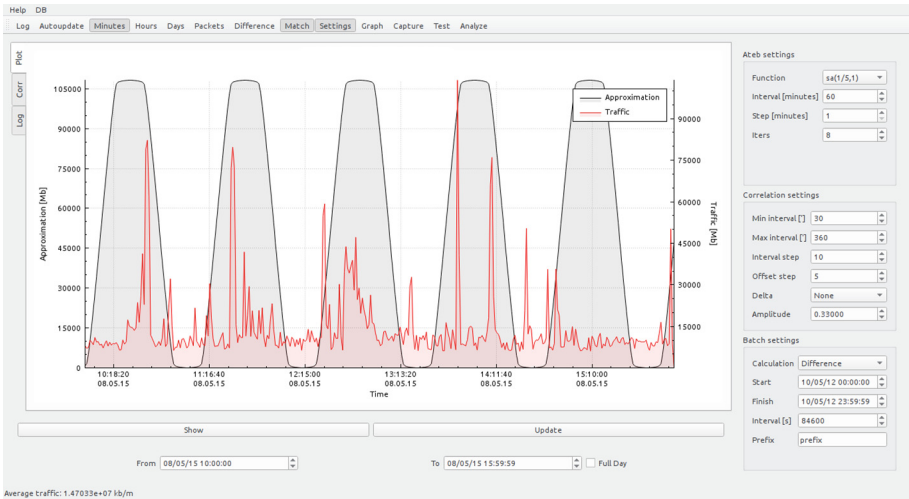 Help DB
Log Autoupdate Minutes Hours Days Packets Difference Match Settings Graph Capture Test Analyze
Plot
Corr
Log
105000
90000
75000
60000
45000
30000
15000
0
Approximation [Mb]
Approximation
Traffic
90000
75000
60000
45000
30000
15000
Traffic [Mb]
10:18:20 11:16:40 12:15:00 13:13:20 14:11:40 15:10:00
08.05.15 08.05.15 08.05.15 08.05.15 08.05.15 08.05.15
Time
Show Update
From 08/05/15 10:00:00 To 08/05/15 15:59:59 Full Day
Average traffic: 1.47033e+07 kb/m
Ateb settings
Function sa(1/5,1)
Interval [minutes] 60
Step [minutes] 1
Iters 8
Correlation settings
Min interval ['] 30
Max interval ['] 360
Interval step 10
Offset step 5
Delta None
Amplitude 0.33000
Batch settings
Calculation Difference
Start 10/05/12 00:00:00
Finish 10/05/12 23:59:59
Interval [s] 84600
Prefix prefix